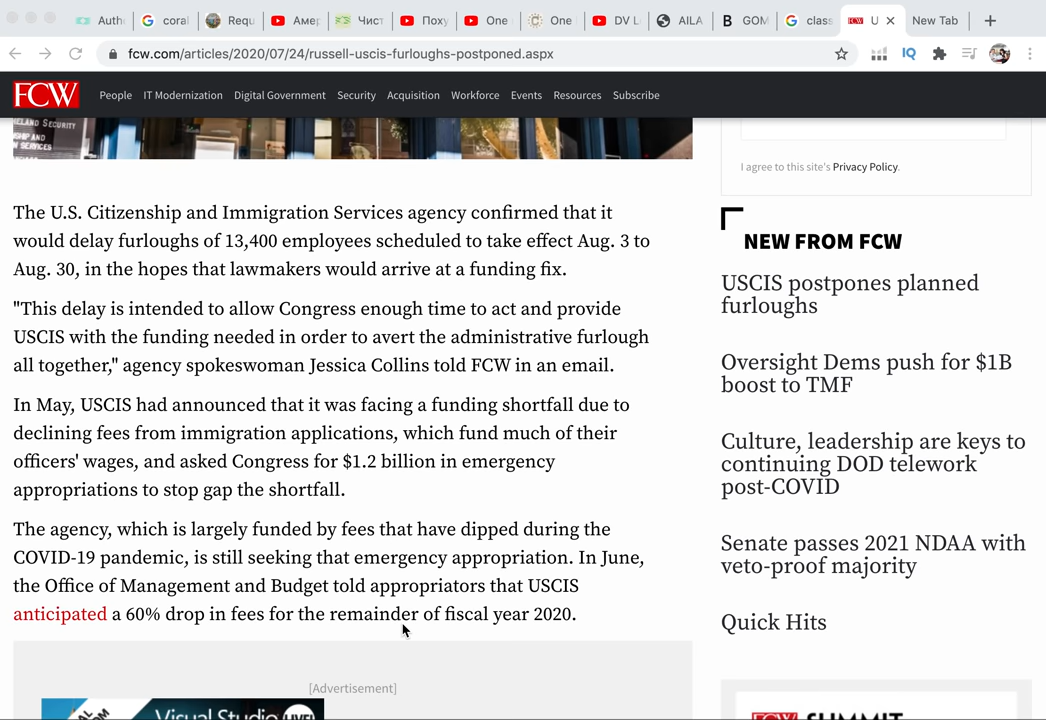 Auth
coral
Requ
Амер
Чист
Поху
One
One
DV L
AILA
GOM
class
U
New Tab
fcw.com/articles/2020/07/24/russell-uscis-furloughs-postponed.aspx
IQ
FCW
People
IT Modernization
Digital Government
Security
Acquisition
Workforce
Events
Resources
Subscribe
SHIP AND
The U.S. Citizenship and Immigration Services agency confirmed that it
would delay furloughs of 13,400 employees scheduled to take effect Aug. 3 to
Aug. 30, in the hopes that lawmakers would arrive at a funding fix.
"This delay is intended to allow Congress enough time to act and provide
USCIS with the funding needed in order to avert the administrative furlough
all together," agency spokeswoman Jessica Collins told FCW in an email.
In May, USCIS had announced that it was facing a funding shortfall due to
declining fees from immigration applications, which fund much of their
officers' wages, and asked Congress for $1.2 billion in emergency
appropriations to stop gap the shortfall.
The agency, which is largely funded by fees that have dipped during the
COVID-19 pandemic, is still seeking that emergency appropriation. In June,
the Office of Management and Budget told appropriators that USCIS
anticipated a 60% drop in fees for the remainder of fiscal year 2020.
[Advertisement]
Visual Studio LIVE!
I agree to this site's Privacy Policy.
NEW FROM FCW
USCIS postpones planned
furloughs
Oversight Dems push for $1B
boost to TMF
Culture, leadership are keys to
continuing DOD telework
post-COVID
Senate passes 2021 NDAA with
veto-proof majority
Quick Hits
FCW SUMMIT